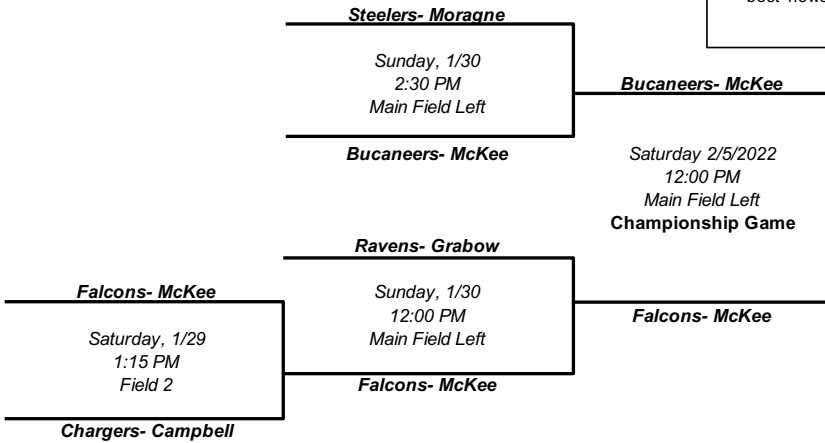 Steelers- Moragne
Sunday, 1/30
2:30 PM
Main Field Left
Bucaneers- McKee
Bucaneers- McKee
Saturday 2/5/2022
12:00 PM
Main Field Left
Championship Game
Ravens- Grabow
Falcons- McKee
Sunday, 1/30
12:00 PM
Main Field Left
Falcons- McKee
Saturday, 1/29
1:15 PM
Field 2
Falcons- McKee
Chargers- Campbell